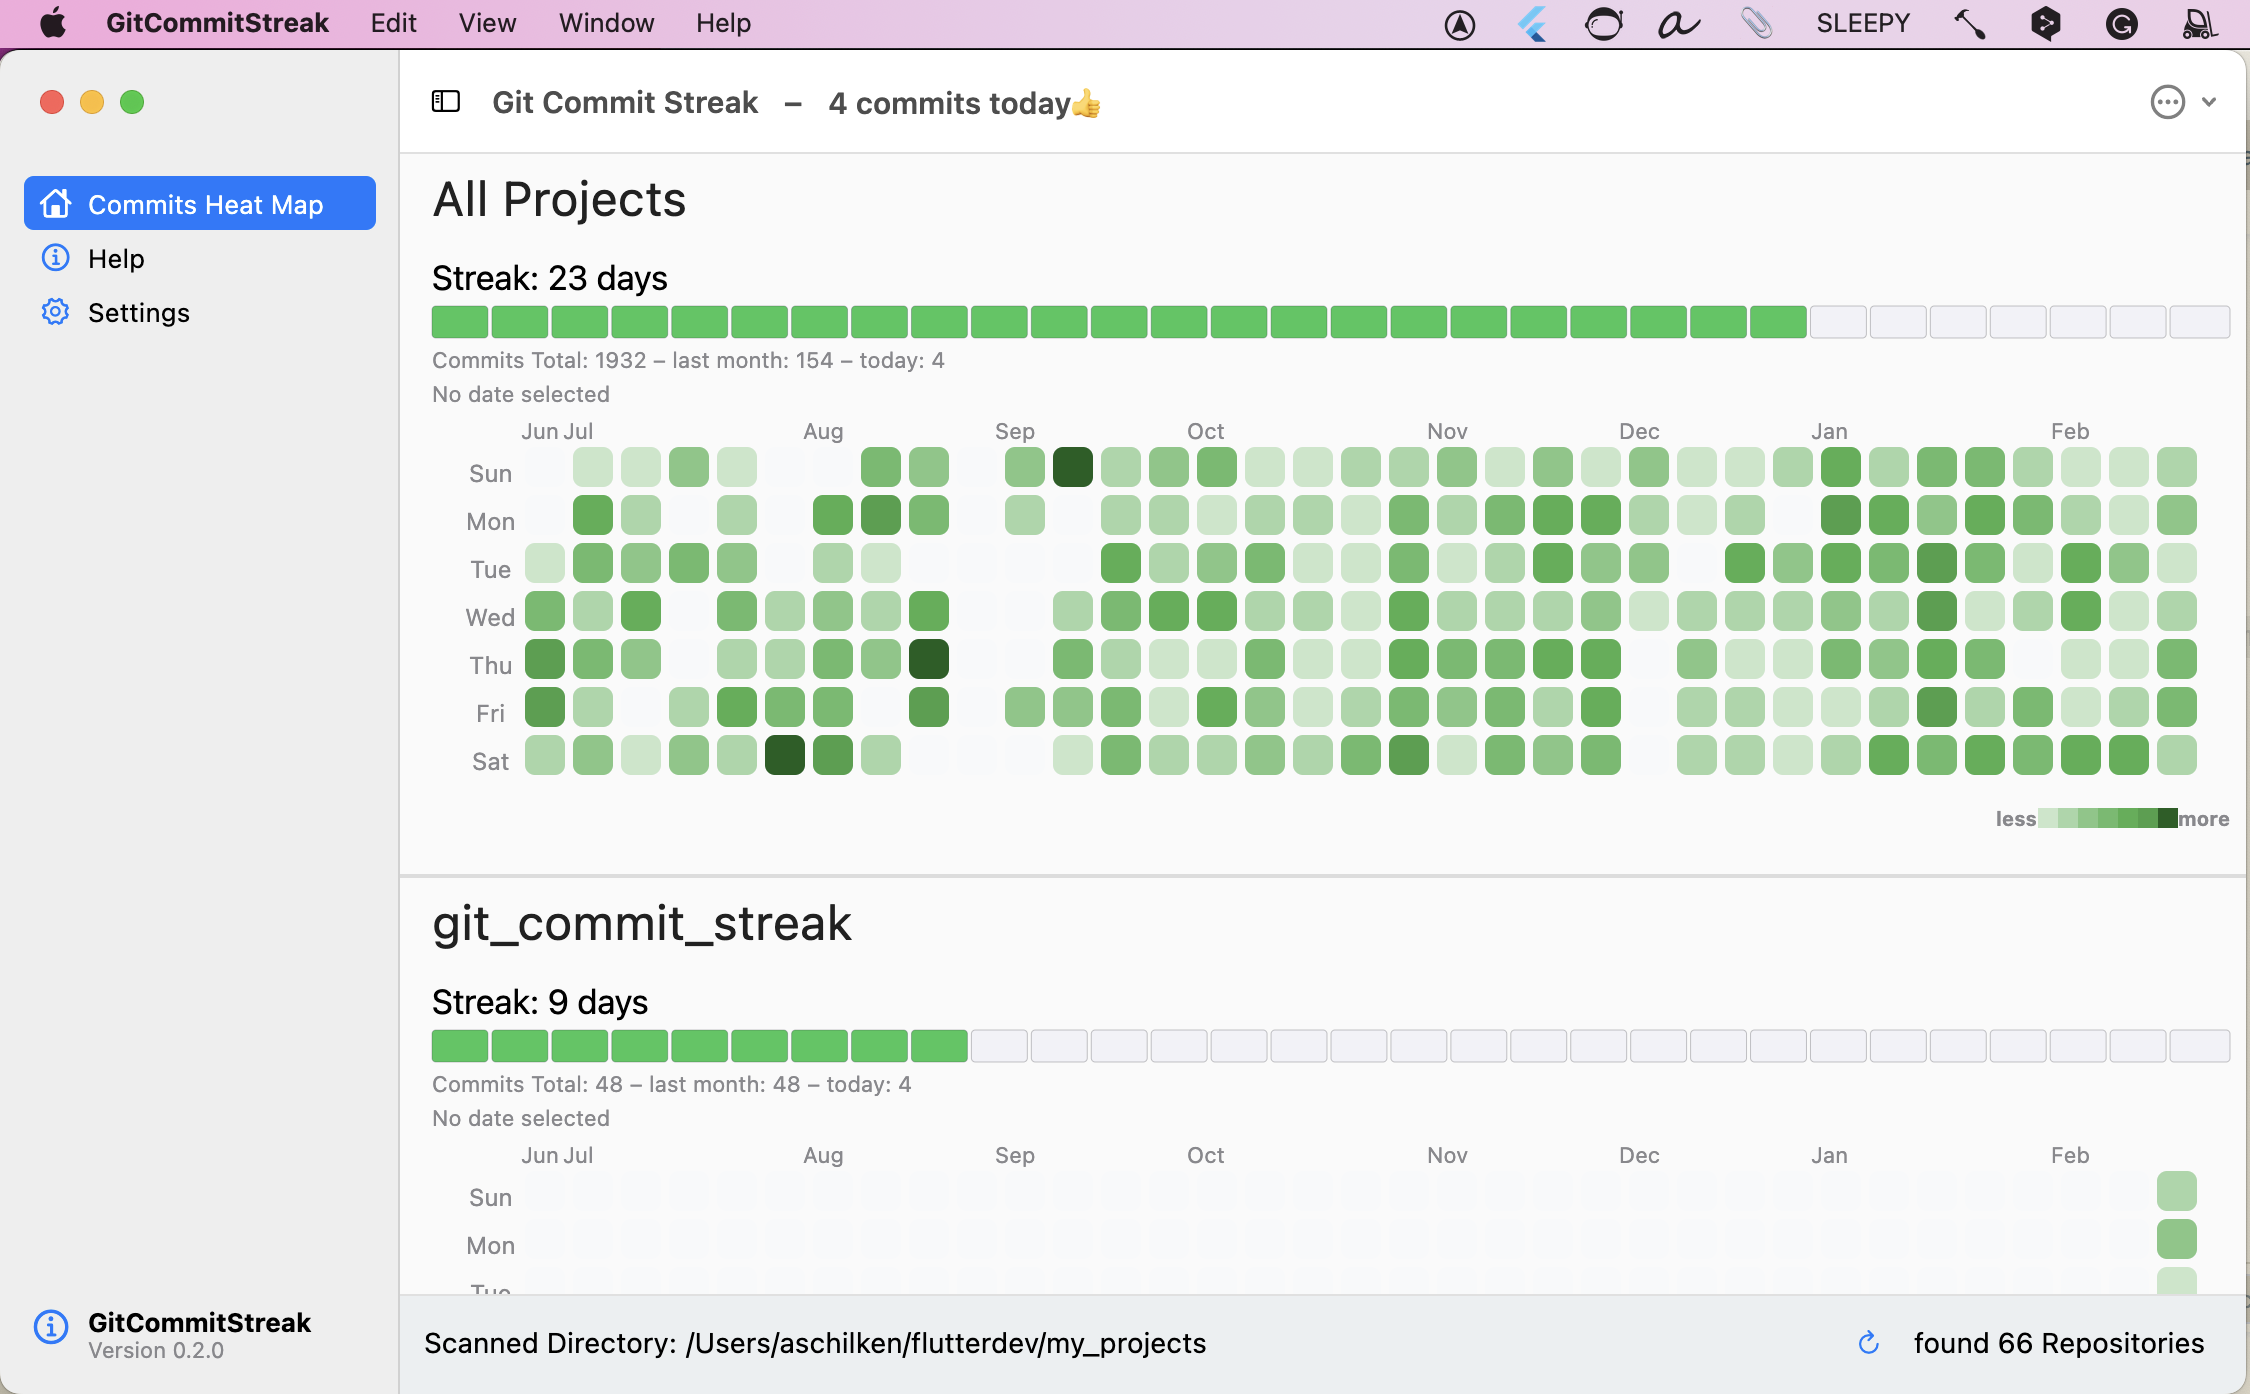 GitCommitStreak Edit View Window Help SLEEPY
Git Commit Streak – 4 commits today👍
Commits Heat Map
Help
Settings
All Projects
Streak: 23 days
Commits Total: 1932 – last month: 154 – today: 4
No date selected
Jun Jul Aug Sep Oct Nov Dec Jan Feb
Sun
Mon
Tue
Wed
Thu
Fri
Sat
less more
git_commit_streak
Streak: 9 days
Commits Total: 48 – last month: 48 – today: 4
No date selected
Jun Jul Aug Sep Oct Nov Dec Jan Feb
Sun
Mon
Tue
GitCommitStreak
Version 0.2.0
Scanned Directory: /Users/aschilken/flutterdev/my_projects
found 66 Repositories